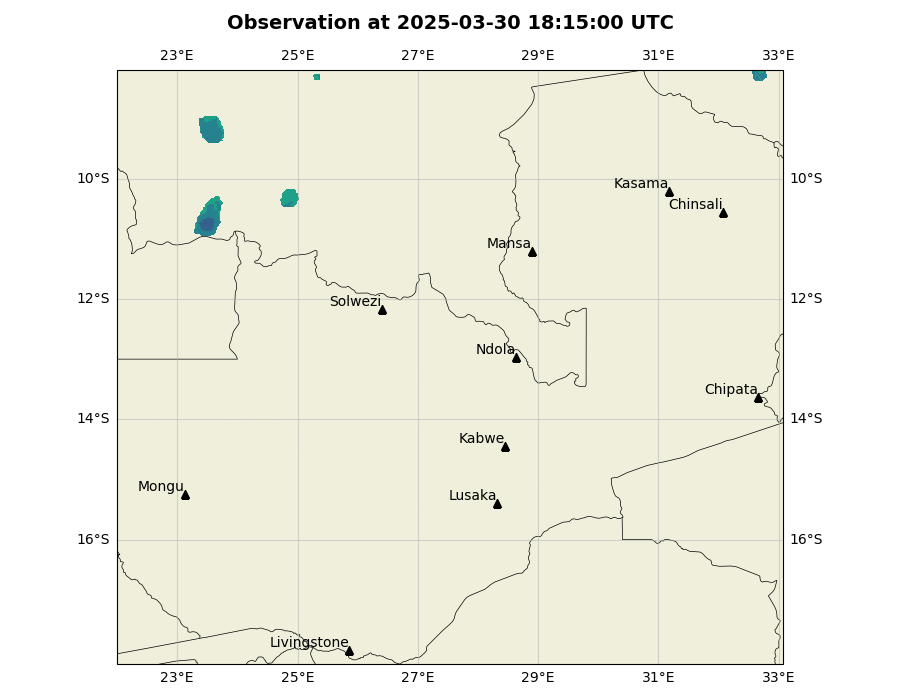 Observation at 2025-03-30 18:15:00 UTC
23°E 25°E 27°E 29°E 31°E 33°E
10°S 10°S
Kasama
Chinsali
Mansa
12°S 12°S
Solwezi
Ndola
Chipata
14°S 14°S
Kabwe
Mongu
Lusaka
16°S 16°S
Livingstone
23°E 25°E 27°E 29°E 31°E 33°E